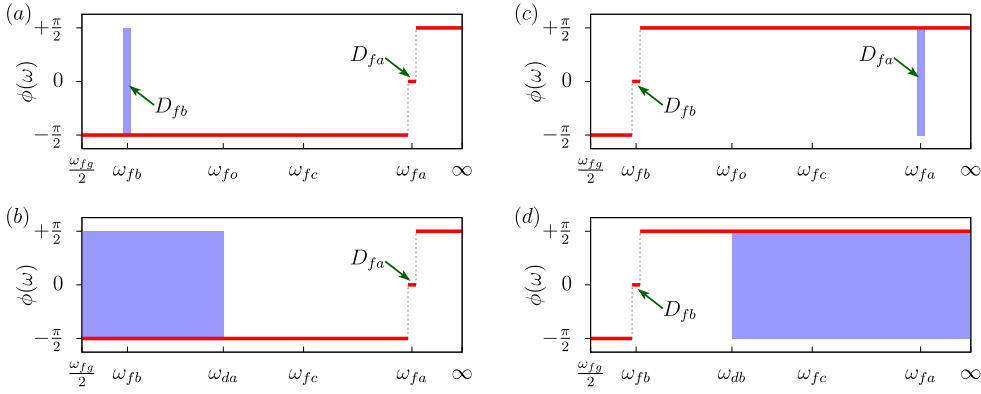 (a)
ϕ(ω)
+π/2
0
−π/2
D_fb
D_fa
ω_fg/2 ω_fb ω_fo ω_fc ω_fa ∞
(c)
ϕ(ω)
+π/2
0
−π/2
D_fb
D_fa
ω_fg/2 ω_fb ω_fo ω_fc ω_fa ∞
(b)
ϕ(ω)
+π/2
0
−π/2
D_fa
ω_fg/2 ω_fb ω_da ω_fc ω_fa ∞
(d)
ϕ(ω)
+π/2
0
−π/2
D_fb
ω_fg/2 ω_fb ω_db ω_fc ω_fa ∞